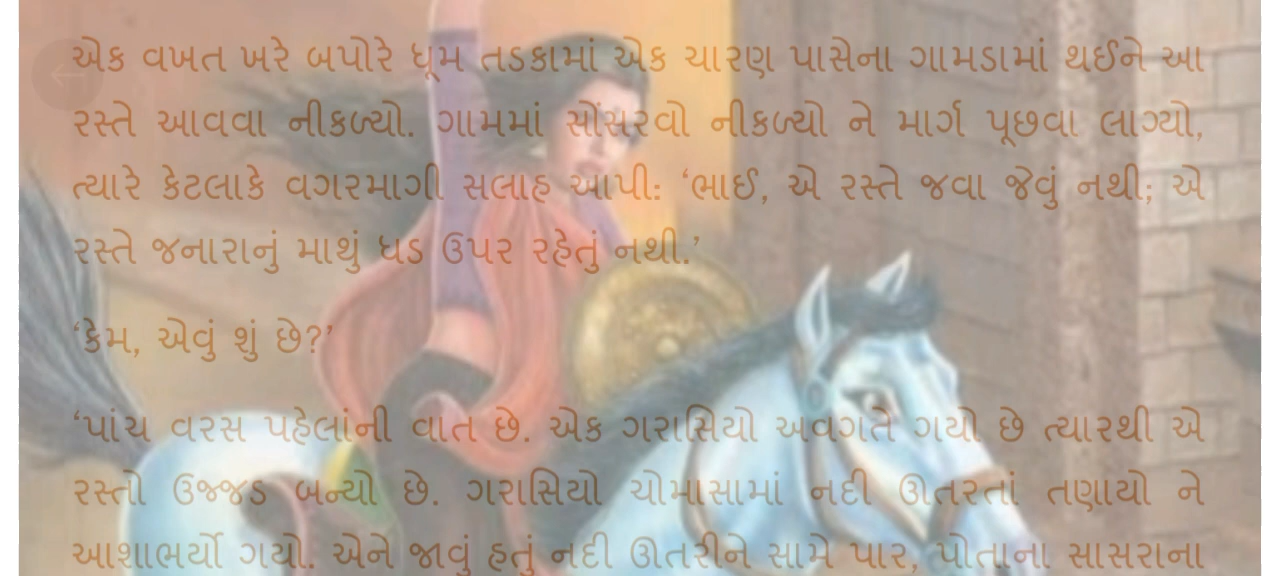 એક વખત ખરે બપોરે ધૂમ તડકામાં એક ચારણ પાસેના ગામડામાં થઈને આ
રસ્તે આવવા નીકળ્યો. ગામમાં સોંસરવો નીકળ્યો ને માર્ગ પૂછવા લાગ્યો,
ત્યારે કેટલાકે વગરમાગી સલાહ આપી: ‘ભાઈ, એ રસ્તે જવા જેવું નથી; એ
રસ્તે જનારાનું માથું ધડ ઉપર રહેતું નથી.’
‘કેમ, એવું શું છે?’
‘પાંચ વરસ પહેલાંની વાત છે. એક ગરાસિયો અવગતે ગયો છે ત્યારથી એ
રસ્તો ઉજ્જડ બન્યો છે. ગરાસિયો ચોમાસામાં નદી ઊતરતાં તણાયો ને
આશાભર્યો ગયો. એને જાવું હતું નદી ઊતરીને સામે પાર, પોતાના સાસરાના